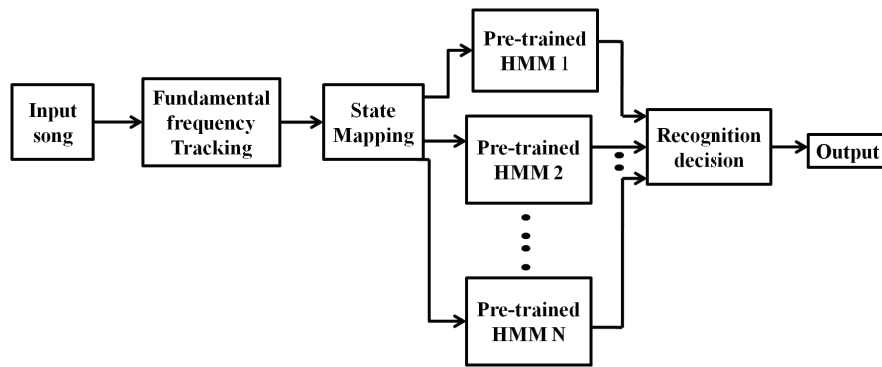 Input
song
Fundamental
frequency
Tracking
State
Mapping
Pre-trained
HMM 1
Pre-trained
HMM 2
Pre-trained
HMM N
Recognition
decision
Output